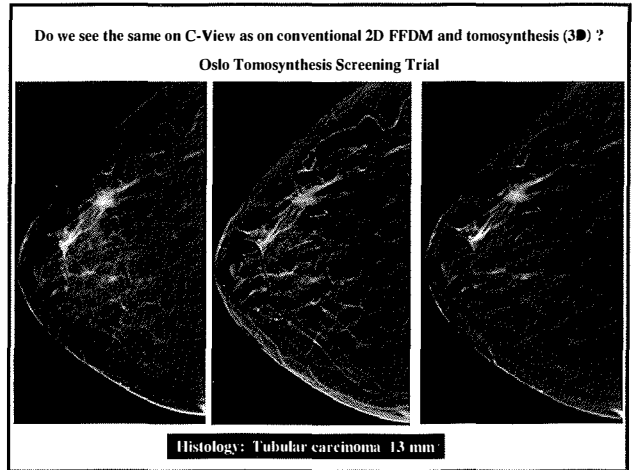 Do we see the same on C-View as on conventional 2D FFDM and tomosynthesis (3D) ?
Oslo Tomosynthesis Screening Trial
Histology: Tubular carcinoma 13 mm